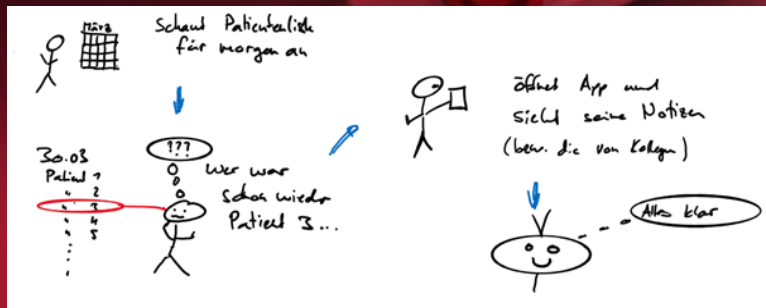 März
Schaut Patientenliste
für morgen an
???
wer war
schon wieder
Patient 3...
30.03
Patient 1
" 2
" 3
" 4
" 5
öffnet App und
sieht seine Notizen
(bzw. die von Kollegen)
Alles klar